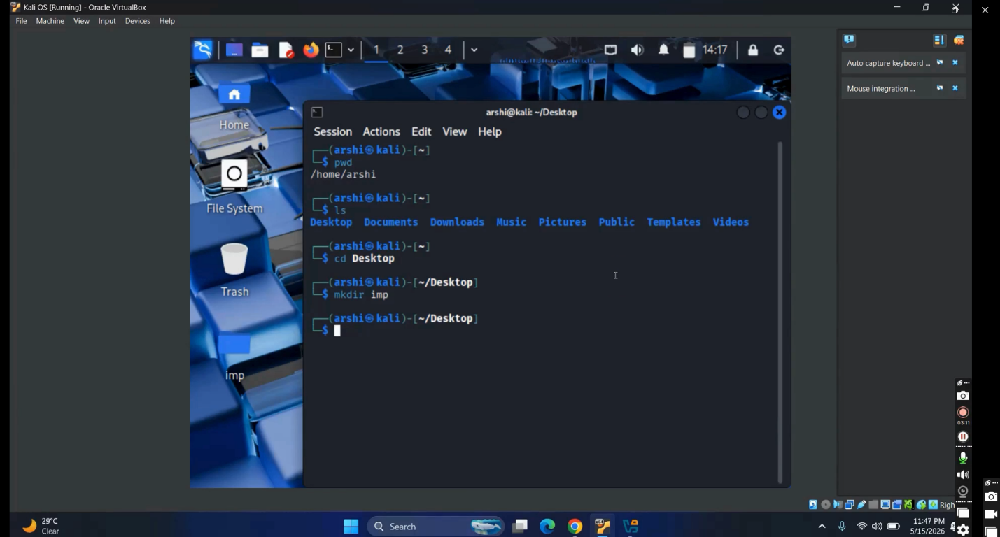 Kali OS [Running] - Oracle VirtualBox
File Machine View Input Devices Help
1 2 3 4 14:17
Auto capture keyboard ...
Mouse integration ...
Home
File System
Trash
imp
arshi@kali: ~/Desktop
Session Actions Edit View Help
┌──(arshi㉿kali)-[~]
└─$ pwd
/home/arshi
┌──(arshi㉿kali)-[~]
└─$ ls
Desktop Documents Downloads Music Pictures Public Templates Videos
┌──(arshi㉿kali)-[~]
└─$ cd Desktop
┌──(arshi㉿kali)-[~/Desktop]
└─$ mkdir imp
┌──(arshi㉿kali)-[~/Desktop]
└─$
03:11
Righ
29°C
Clear
Search
11:47 PM
5/15/2026